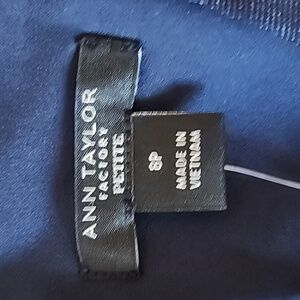 ANN TAYLOR
FACTORY
PETITE
8P
MADE IN
VIETNAM